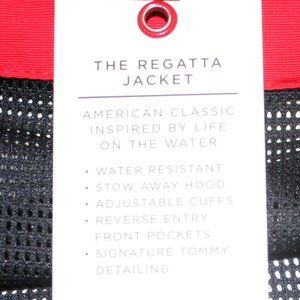 THE REGATTA
JACKET
AMERICAN CLASSIC
INSPIRED BY LIFE
ON THE WATER
• WATER RESISTANT
• STOW AWAY HOOD
• ADJUSTABLE CUFFS
• REVERSE ENTRY
FRONT POCKETS
• SIGNATURE TOMMY
DETAILING